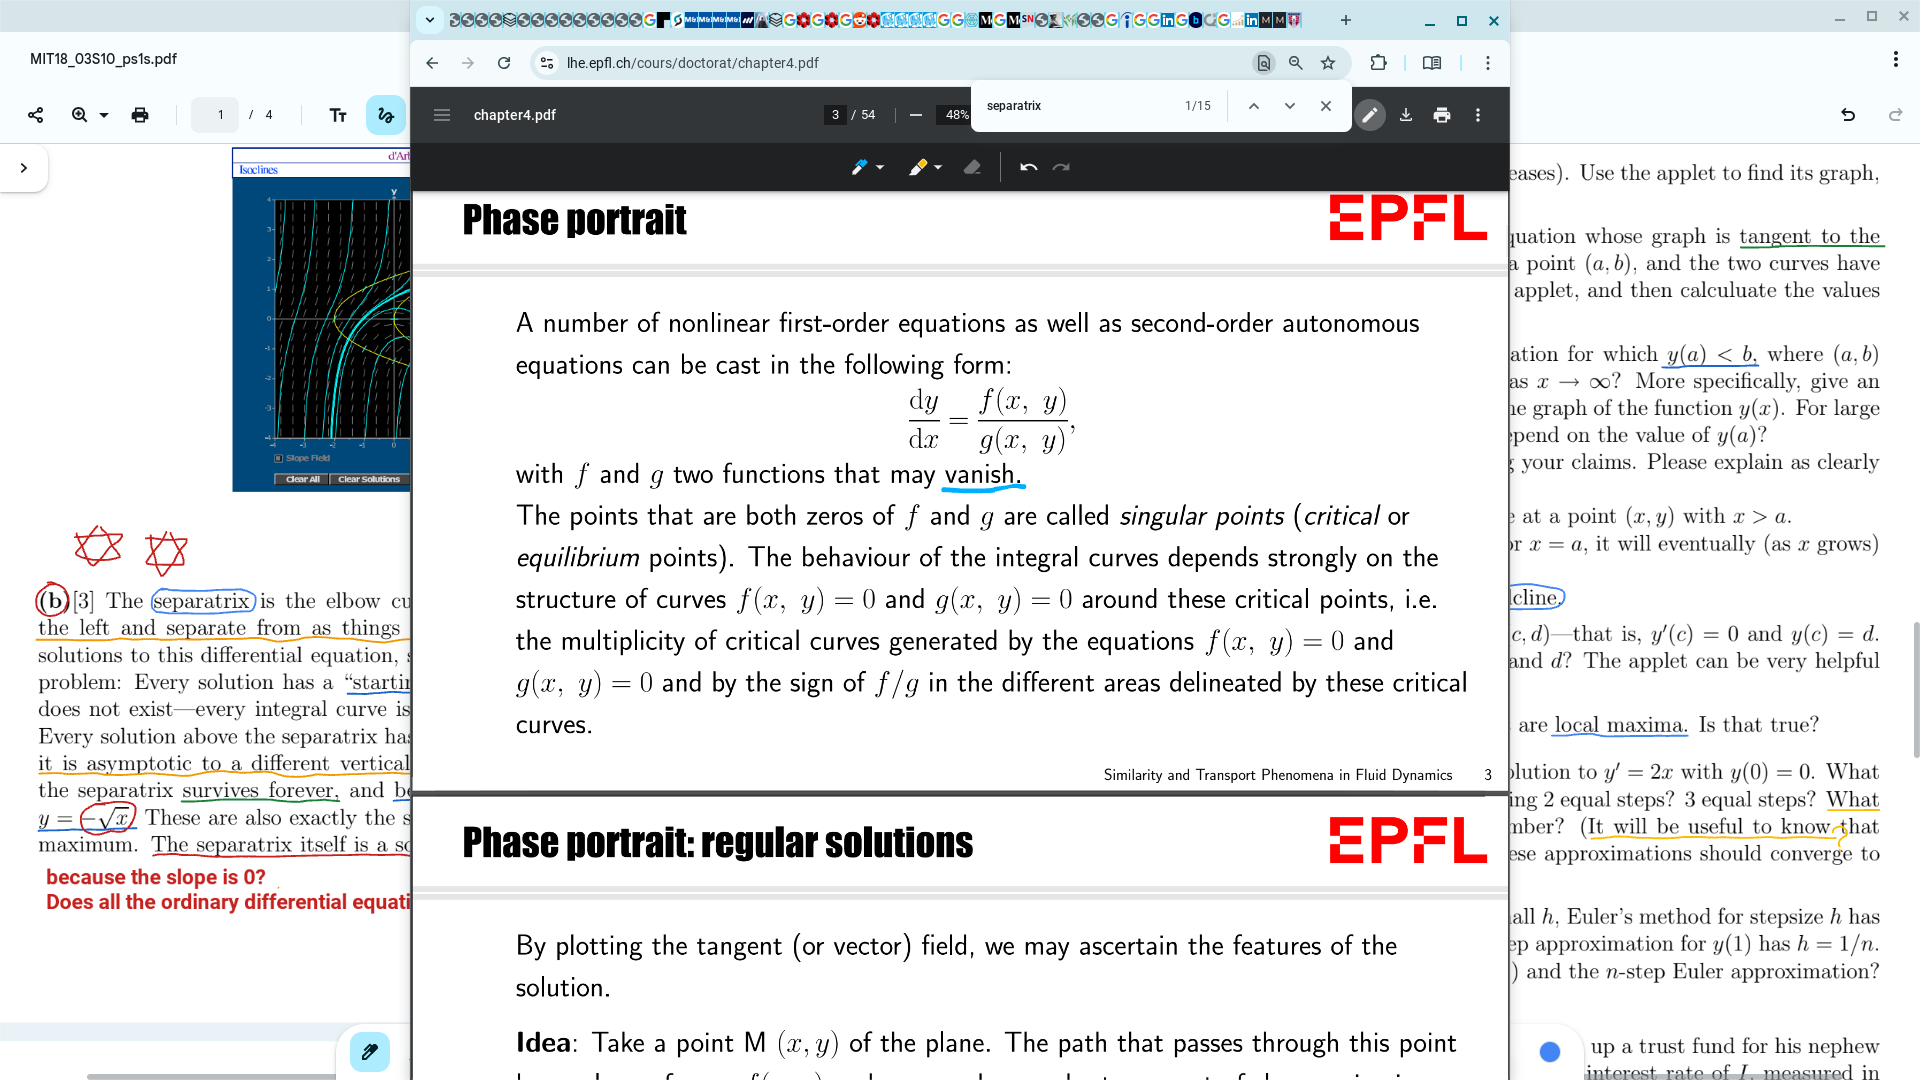 MIT18_03S10_ps1s.pdf
1 / 4
Tт
separatrix
1/15
lhe.epfl.ch/cours/doctorat/chapter4.pdf
chapter4.pdf
3 / 54
48%
Phase portrait
EPFL
A number of nonlinear first-order equations as well as second-order autonomous
equations can be cast in the following form:
dy/dx = f(x, y)/g(x, y),
with f and g two functions that may vanish.
The points that are both zeros of f and g are called singular points (critical or
equilibrium points). The behaviour of the integral curves depends strongly on the
structure of curves f(x, y) = 0 and g(x, y) = 0 around these critical points, i.e.
the multiplicity of critical curves generated by the equations f(x, y) = 0 and
g(x, y) = 0 and by the sign of f/g in the different areas delineated by these critical
curves.
Similarity and Transport Phenomena in Fluid Dynamics 3
Phase portrait: regular solutions
EPFL
By plotting the tangent (or vector) field, we may ascertain the features of the
solution.
Idea: Take a point M (x, y) of the plane. The path that passes through this point
d'Ar
Isoclines
y
Slope Field
Clear All
Clear Solutions
(b) [3] The separatrix is the elbow cu
the left and separate from as things
solutions to this differential equation, s
problem: Every solution has a “startin
does not exist—every integral curve is
Every solution above the separatrix has
it is asymptotic to a different vertical
the separatrix survives forever, and be
y = −√x. These are also exactly the s
maximum. The separatrix itself is a so
because the slope is 0?
Does all the ordinary differential equati
eases). Use the applet to find its graph,
quation whose graph is tangent to the
a point (a, b), and the two curves have
applet, and then calculate the values
ation for which y(a) < b, where (a, b)
as x → ∞? More specifically, give an
he graph of the function y(x). For large
epend on the value of y(a)?
g your claims. Please explain as clearly
e at a point (x, y) with x > a.
or x = a, it will eventually (as x grows)
cline.
(c, d)—that is, y′(c) = 0 and y(c) = d.
and d? The applet can be very helpful
are local maxima. Is that true?
olution to y′ = 2x with y(0) = 0. What
ing 2 equal steps? 3 equal steps? What
mber? (It will be useful to know that
ese approximations should converge to
?
all h, Euler's method for stepsize h has
ep approximation for y(1) has h = 1/n.
) and the n-step Euler approximation?
up a trust fund for his nephew
interest rate of I, measured in